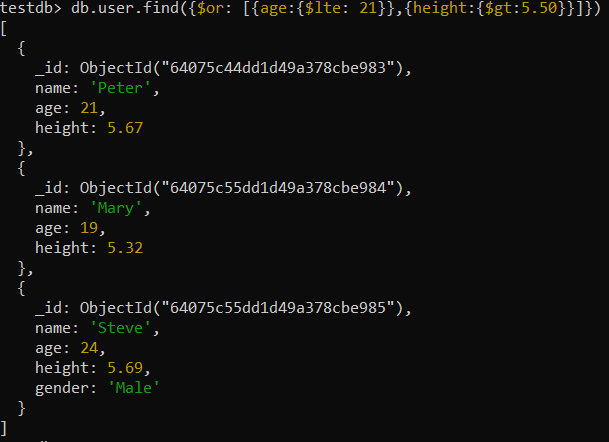 testdb> db.user.find({$or: [{age:{$lte: 21}},{height:{$gt:5.50}}]})
[
  {
    _id: ObjectId("64075c44dd1d49a378cbe983"),
    name: 'Peter',
    age: 21,
    height: 5.67
  },
  {
    _id: ObjectId("64075c55dd1d49a378cbe984"),
    name: 'Mary',
    age: 19,
    height: 5.32
  },
  {
    _id: ObjectId("64075c55dd1d49a378cbe985"),
    name: 'Steve',
    age: 24,
    height: 5.69,
    gender: 'Male'
  }
]